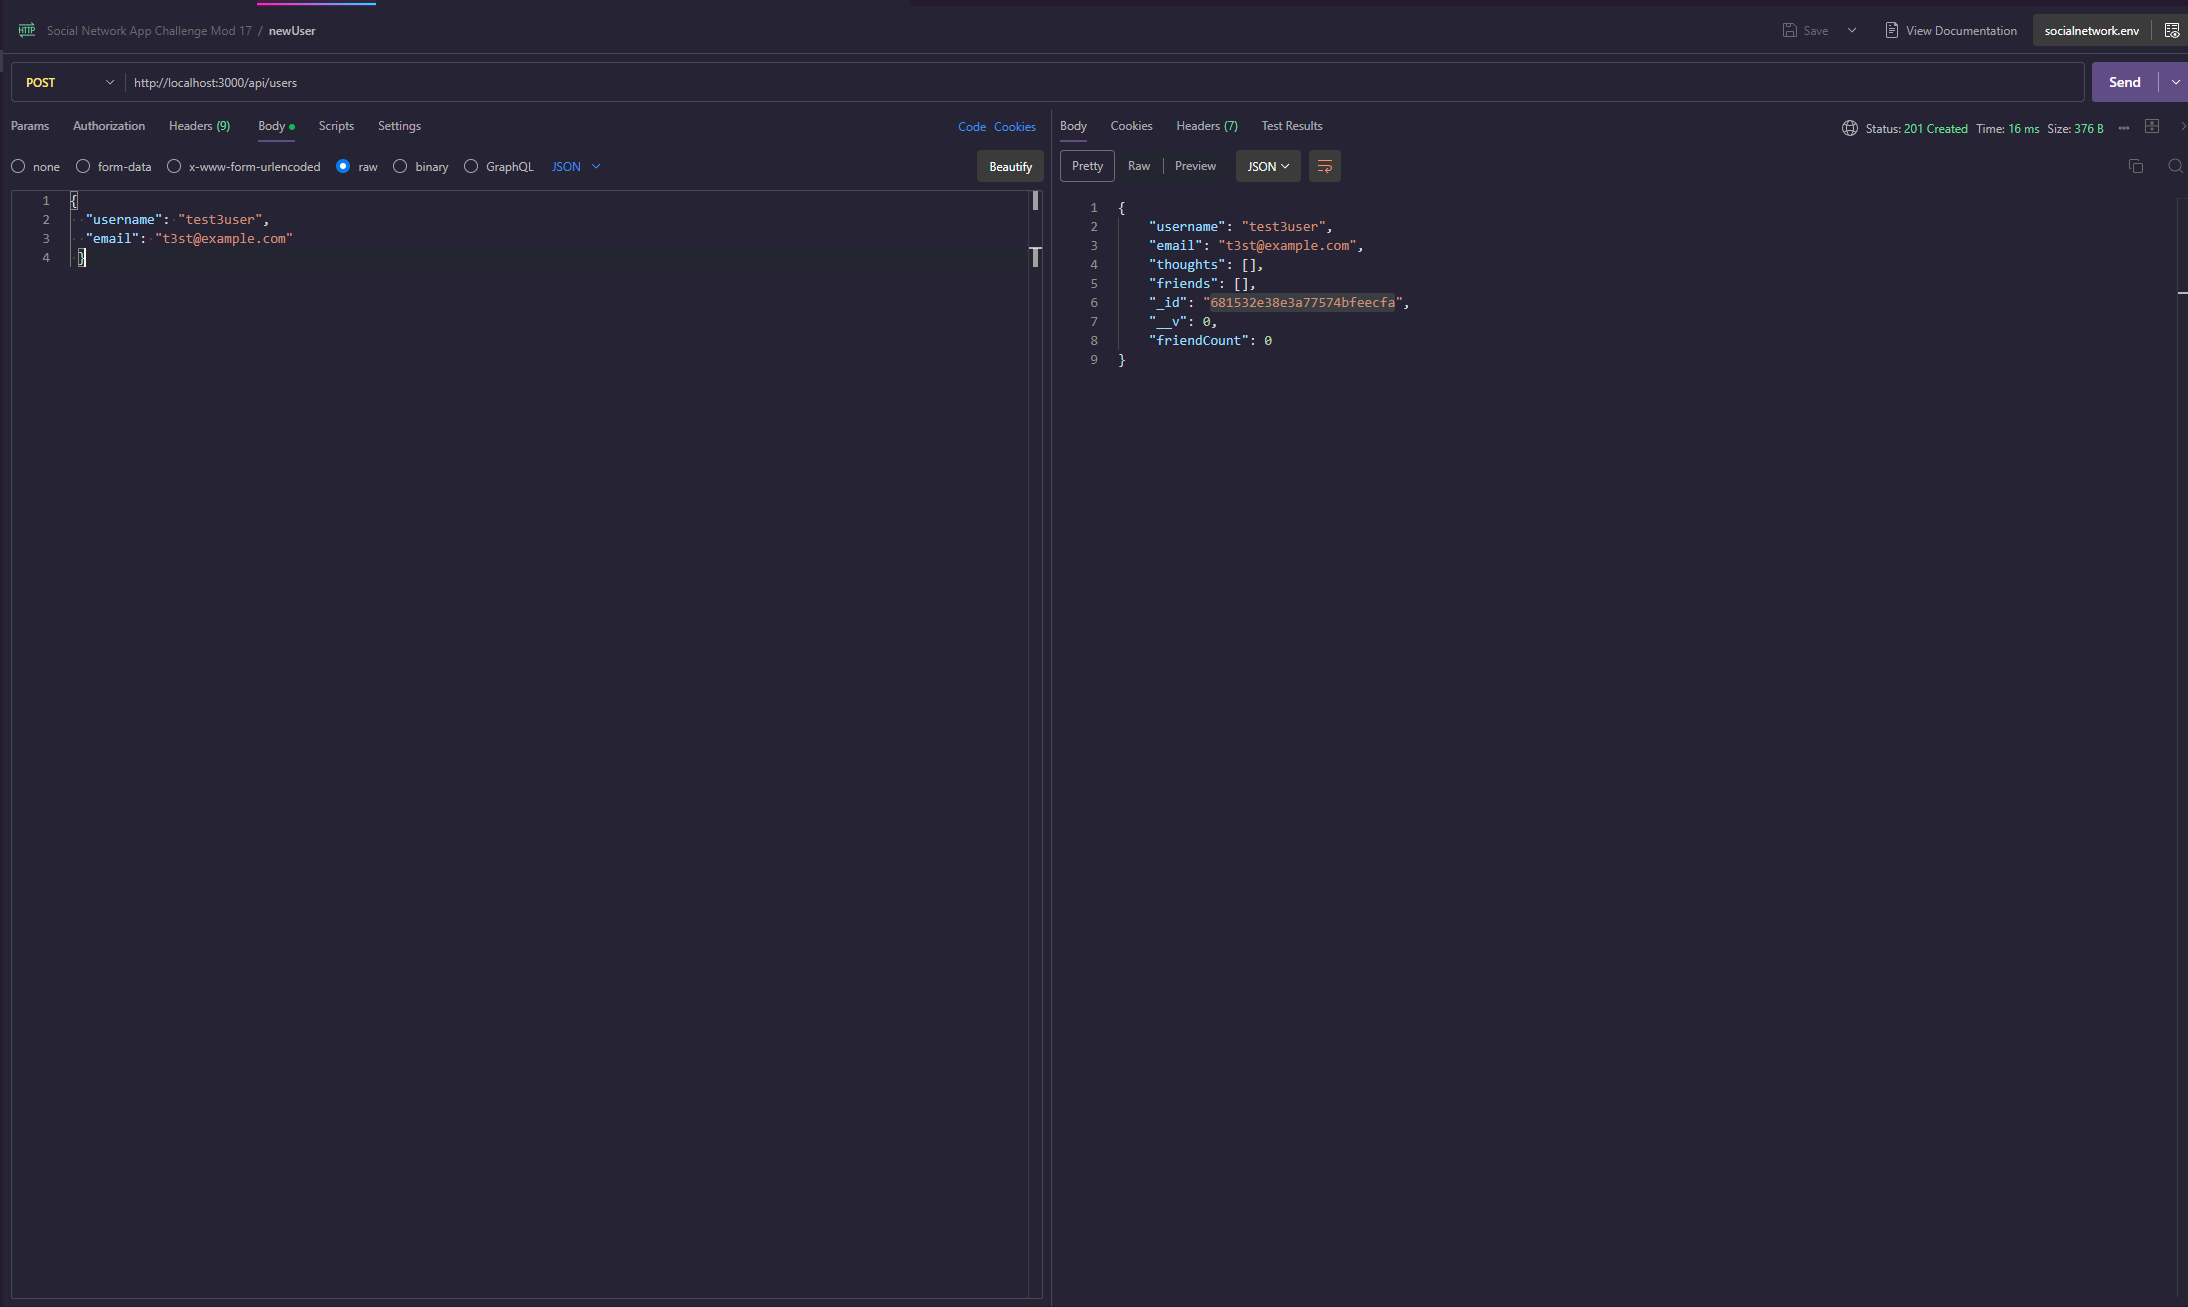 HTTP Social Network App Challenge Mod 17 / newUser Save View Documentation socialnetwork.env
POST http://localhost:3000/api/users Send
Params Authorization Headers (9) Body Scripts Settings Code Cookies
none form-data x-www-form-urlencoded raw binary GraphQL JSON Beautify
1 {
2 "username": "test3user",
3 "email": "t3st@example.com"
4 }
Body Cookies Headers (7) Test Results Status: 201 Created Time: 16 ms Size: 376 B
Pretty Raw Preview JSON
1 {
2 "username": "test3user",
3 "email": "t3st@example.com",
4 "thoughts": [],
5 "friends": [],
6 "_id": "681532e38e3a77574bfeecfa",
7 "__v": 0,
8 "friendCount": 0
9 }